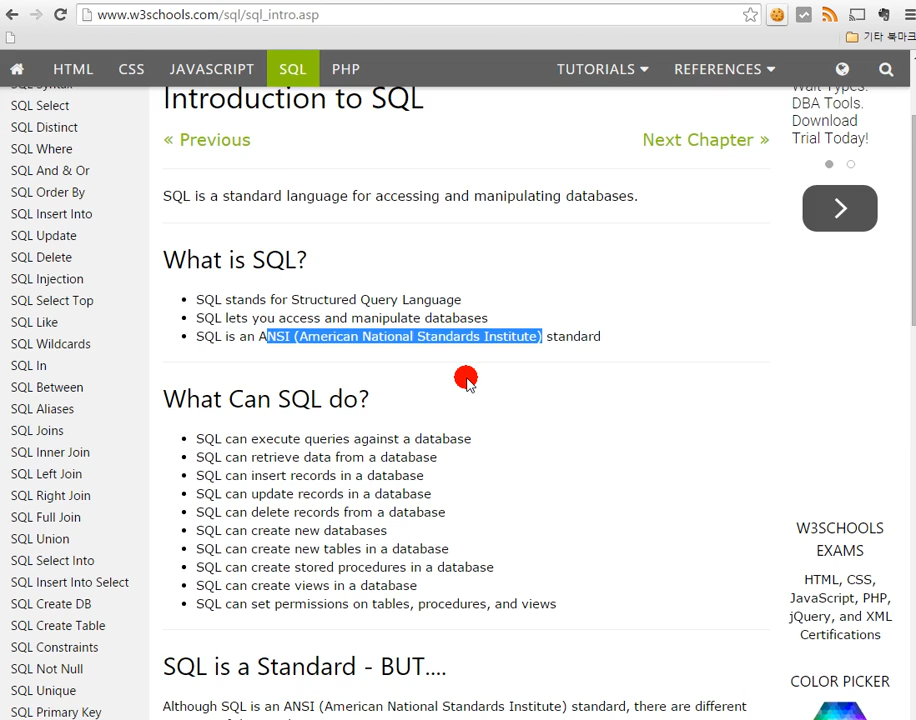 www.w3schools.com/sql/sql_intro.asp
기타 북마크
HTML CSS JAVASCRIPT SQL PHP TUTORIALS REFERENCES
SQL Syntax
SQL Select
SQL Distinct
SQL Where
SQL And & Or
SQL Order By
SQL Insert Into
SQL Update
SQL Delete
SQL Injection
SQL Select Top
SQL Like
SQL Wildcards
SQL In
SQL Between
SQL Aliases
SQL Joins
SQL Inner Join
SQL Left Join
SQL Right Join
SQL Full Join
SQL Union
SQL Select Into
SQL Insert Into Select
SQL Create DB
SQL Create Table
SQL Constraints
SQL Not Null
SQL Unique
SQL Primary Key
Introduction to SQL
« Previous
Next Chapter »
SQL is a standard language for accessing and manipulating databases.
What is SQL?
• SQL stands for Structured Query Language
• SQL lets you access and manipulate databases
• SQL is an ANSI (American National Standards Institute) standard
What Can SQL do?
• SQL can execute queries against a database
• SQL can retrieve data from a database
• SQL can insert records in a database
• SQL can update records in a database
• SQL can delete records from a database
• SQL can create new databases
• SQL can create new tables in a database
• SQL can create stored procedures in a database
• SQL can create views in a database
• SQL can set permissions on tables, procedures, and views
SQL is a Standard - BUT....
Although SQL is an ANSI (American National Standards Institute) standard, there are different
Wait Types.
DBA Tools.
Download
Trial Today!
W3SCHOOLS
EXAMS
HTML, CSS,
JavaScript, PHP,
jQuery, and XML
Certifications
COLOR PICKER